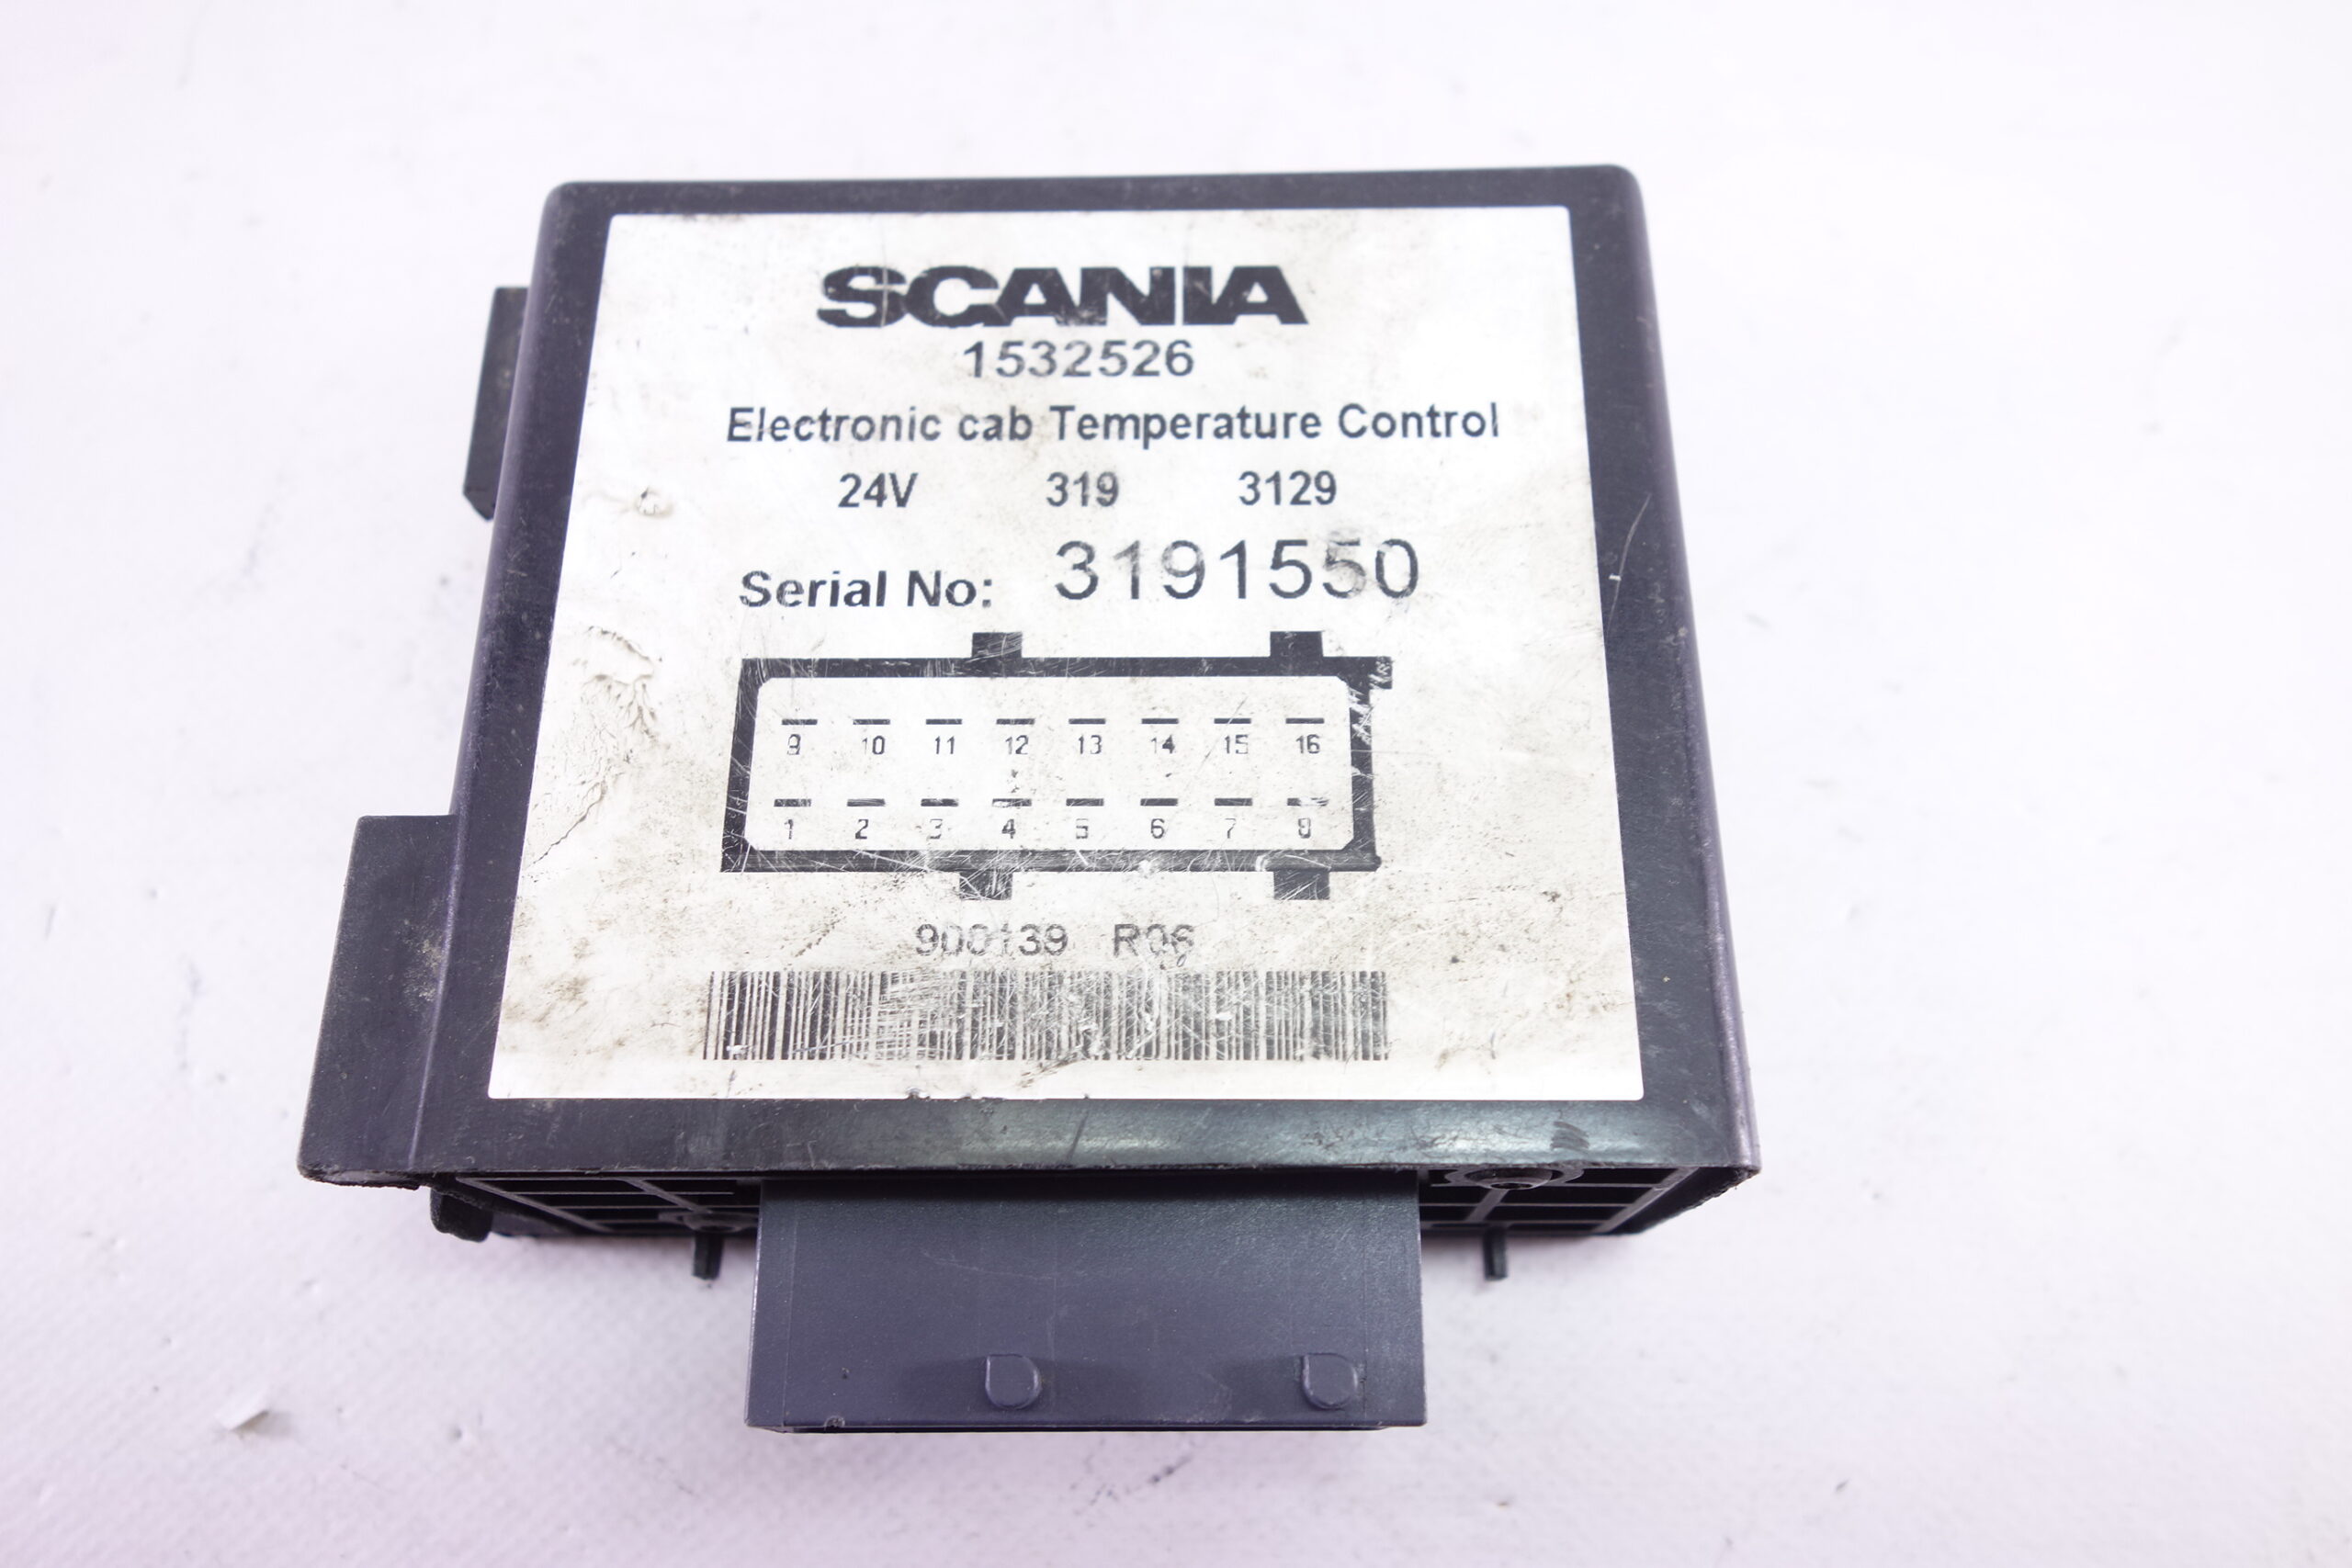 SCANIA
1532526
Electronic cab Temperature Control
24V 319 3129
Serial No: 3191550
9 10 11 12 13 14 15 16
1 2 3 4 5 6 7 8
900139 R06